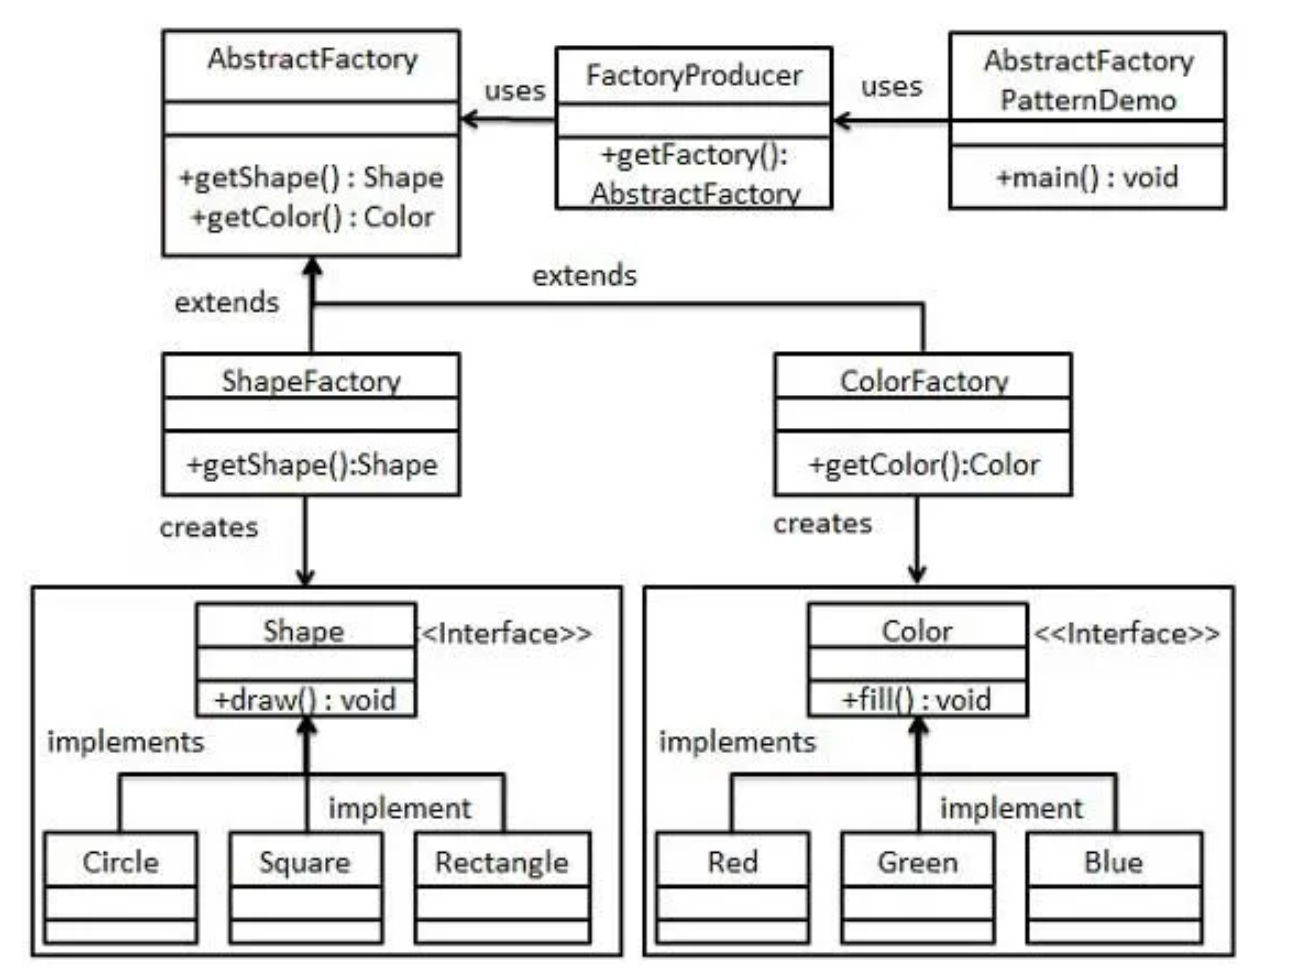 AbstractFactory
+getShape() : Shape
+getColor() : Color
uses
FactoryProducer
+getFactory():
AbstractFactory
uses
AbstractFactory
PatternDemo
+main() : void
extends
extends
ShapeFactory
+getShape():Shape
ColorFactory
+getColor():Color
creates
creates
Shape
<<Interface>>
+draw() : void
implements
implement
Circle
Square
Rectangle
Color
<<Interface>>
+fill() : void
implements
implement
Red
Green
Blue